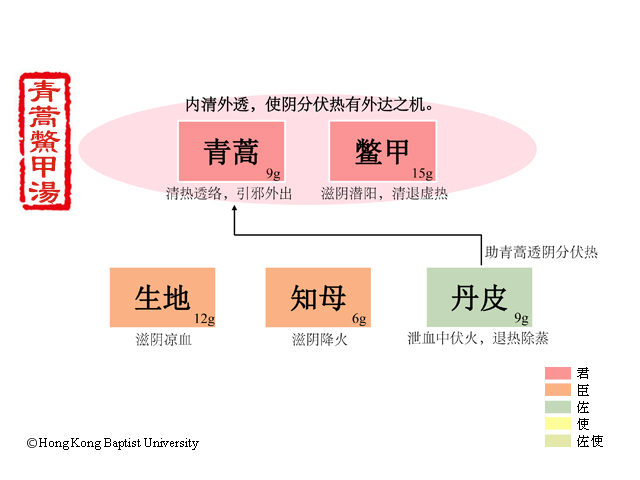 青蒿鱉甲湯
内清外透，使阴分伏热有外达之机。
青蒿
9g
鳖甲
15g
清热透络，引邪外出
滋阴潜阳，清退虚热
助青蒿透阴分伏热
生地
12g
知母
6g
丹皮
9g
滋阴凉血
滋阴降火
泄血中伏火，退热除蒸
君
臣
佐
使
佐使
©Hong Kong Baptist University